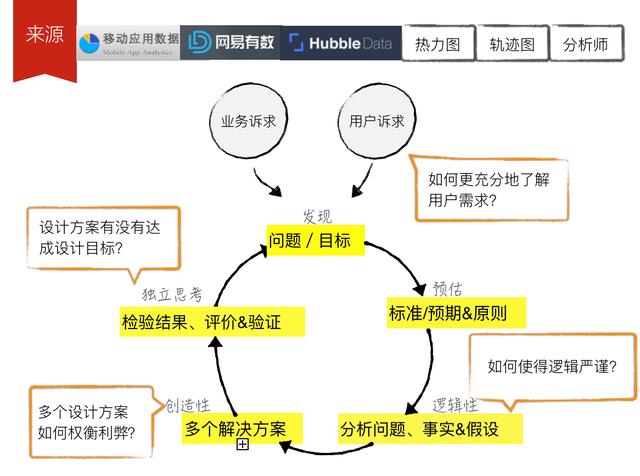 来源
移动应用数据
Mobile App Analytics
网易有数
Hubble Data
热力图
轨迹图
分析师
业务诉求
用户诉求
如何更充分地了解
用户需求?
发现
问题 / 目标
设计方案有没有达
成设计目标?
独立思考
检验结果、评价&验证
预估
标准/预期&原则
如何使得逻辑严谨?
多个设计方案
如何权衡利弊?
创造性
多个解决方案
逻辑性
分析问题、事实&假设